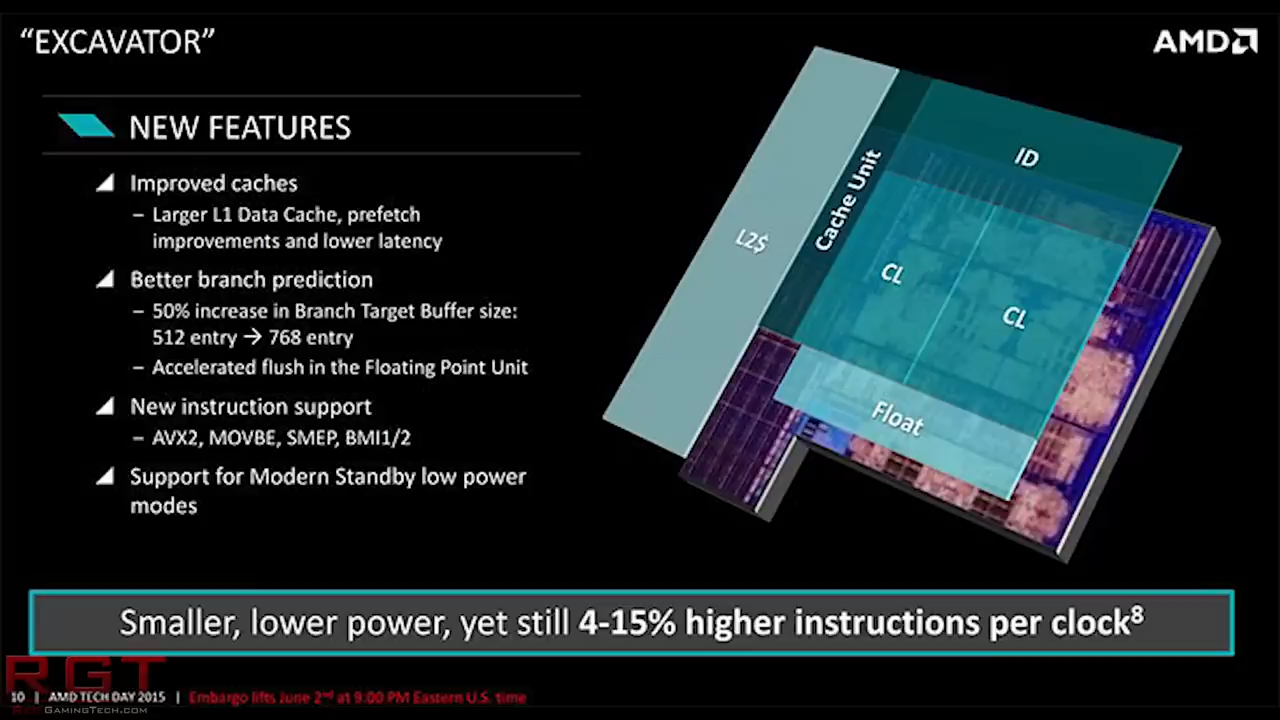 “EXCAVATOR”
AMD
NEW FEATURES
Improved caches
– Larger L1 Data Cache, prefetch
improvements and lower latency
Better branch prediction
– 50% increase in Branch Target Buffer size:
512 entry → 768 entry
– Accelerated flush in the Floating Point Unit
New instruction support
– AVX2, MOVBE, SMEP, BMI1/2
Support for Modern Standby low power
modes
L2$
Cache Unit
ID
CL
CL
Float
Smaller, lower power, yet still 4-15% higher instructions per clock⁸
RGT
10 | AMD TECH DAY 2015 | Embargo lifts June 2ⁿᵈ at 9:00 PM Eastern U.S. time
GamingTech.com